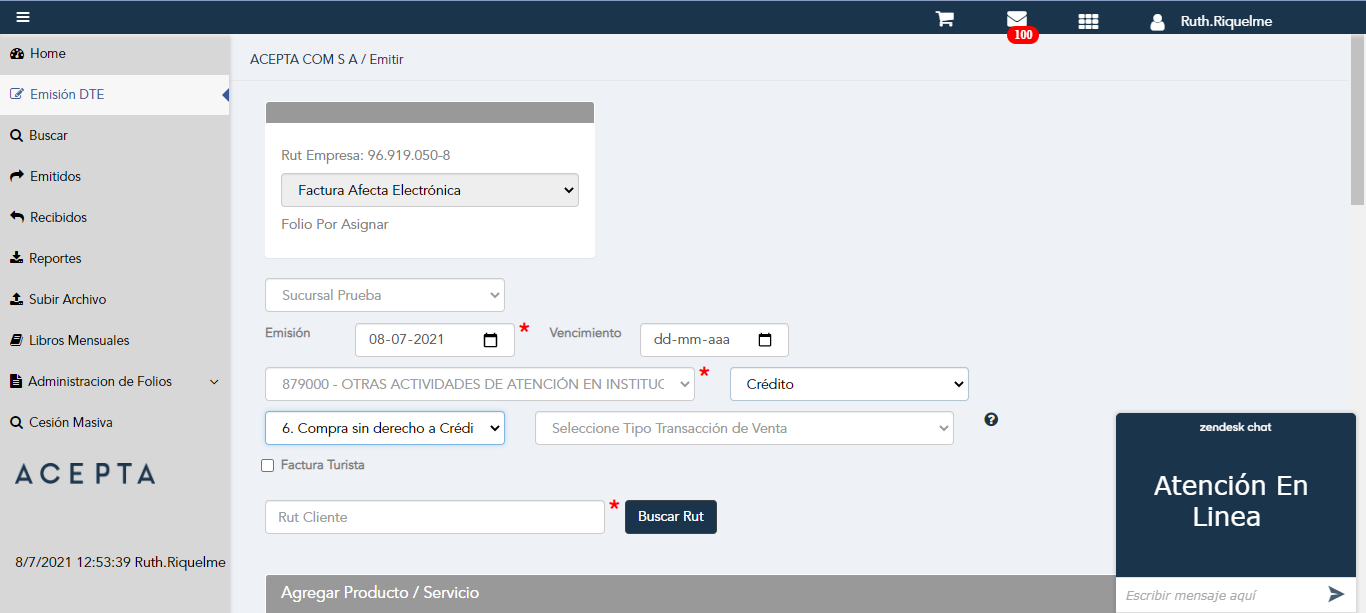 Ruth.Riquelme
100
Home
Emisión DTE
Buscar
Emitidos
Recibidos
Reportes
Subir Archivo
Libros Mensuales
Administracion de Folios
Cesión Masiva
ACEPTA
8/7/2021 12:53:39 Ruth.Riquelme
ACEPTA COM S A / Emitir
Rut Empresa: 96.919.050-8
Factura Afecta Electrónica
Folio Por Asignar
Sucursal Prueba
Emisión 08-07-2021 * Vencimiento dd-mm-aaa
879000 - OTRAS ACTIVIDADES DE ATENCIÓN EN INSTITUC * Crédito
6. Compra sin derecho a Crédi Seleccione Tipo Transacción de Venta ?
Factura Turista
Rut Cliente * Buscar Rut
Agregar Producto / Servicio
zendesk chat
Atención En
Linea
Escribir mensaje aquí